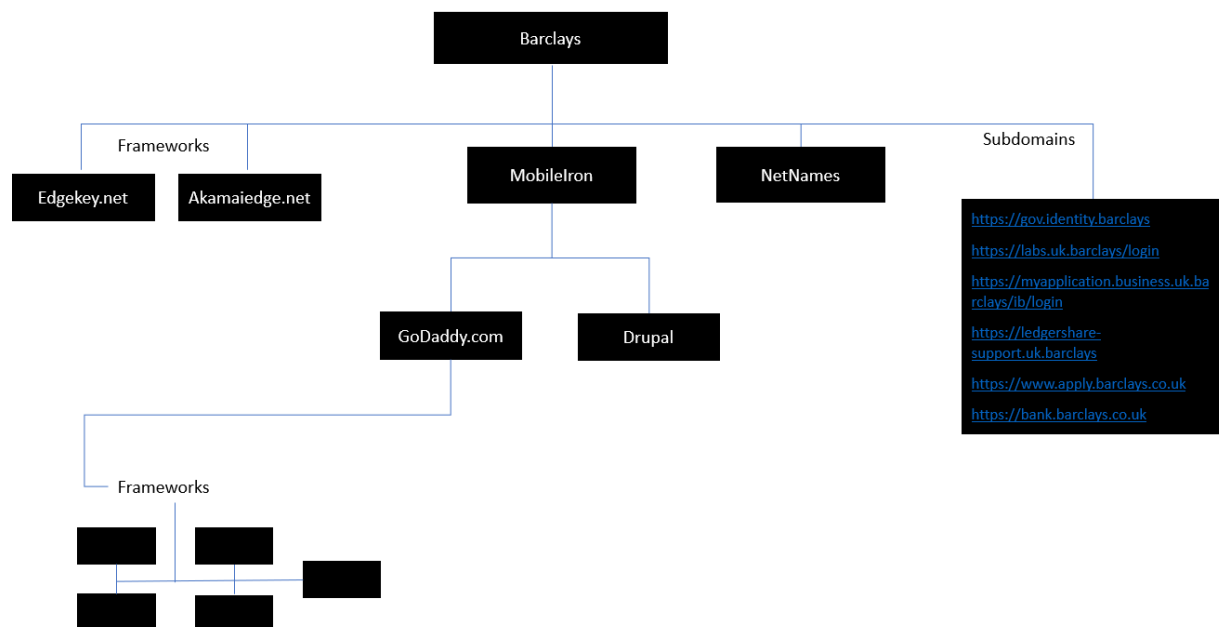 Barclays
Frameworks
Subdomains
Edgekey.net
Akamaiedge.net
MobileIron
NetNames
https://gov.identity.barclays
https://labs.uk.barclays/login
https://myapplication.business.uk.ba
rclays/ib/login
https://ledgershare-
support.uk.barclays
https://www.apply.barclays.co.uk
https://bank.barclays.co.uk
GoDaddy.com
Drupal
Frameworks